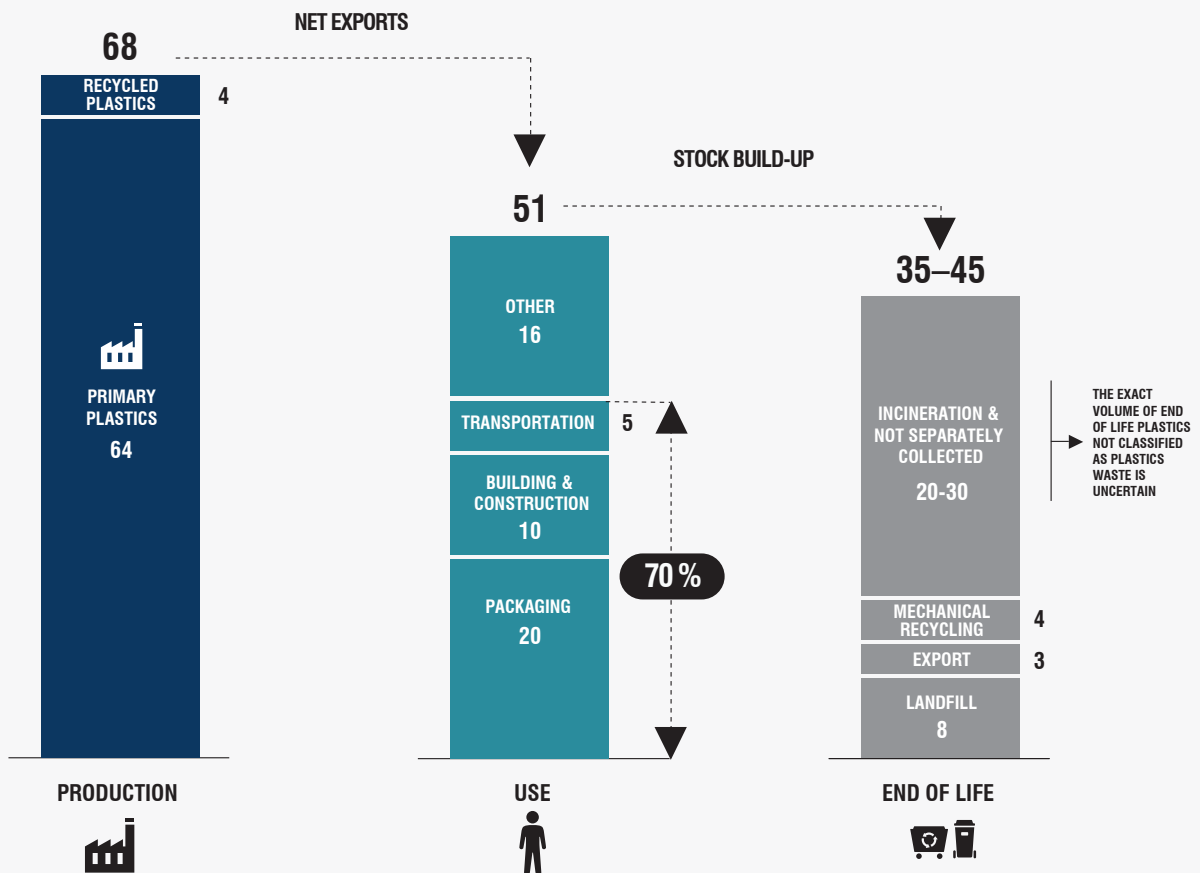 NET EXPORTS
68
RECYCLED
PLASTICS
4
PRIMARY
PLASTICS
64
PRODUCTION
STOCK BUILD-UP
51
OTHER
16
TRANSPORTATION
5
BUILDING &
CONSTRUCTION
10
70 %
PACKAGING
20
USE
35–45
INCINERATION &
NOT SEPARATELY
COLLECTED
20-30
THE EXACT
VOLUME OF END
OF LIFE PLASTICS
NOT CLASSIFIED
AS PLASTICS
WASTE IS
UNCERTAIN
MECHANICAL
RECYCLING
4
EXPORT
3
LANDFILL
8
END OF LIFE